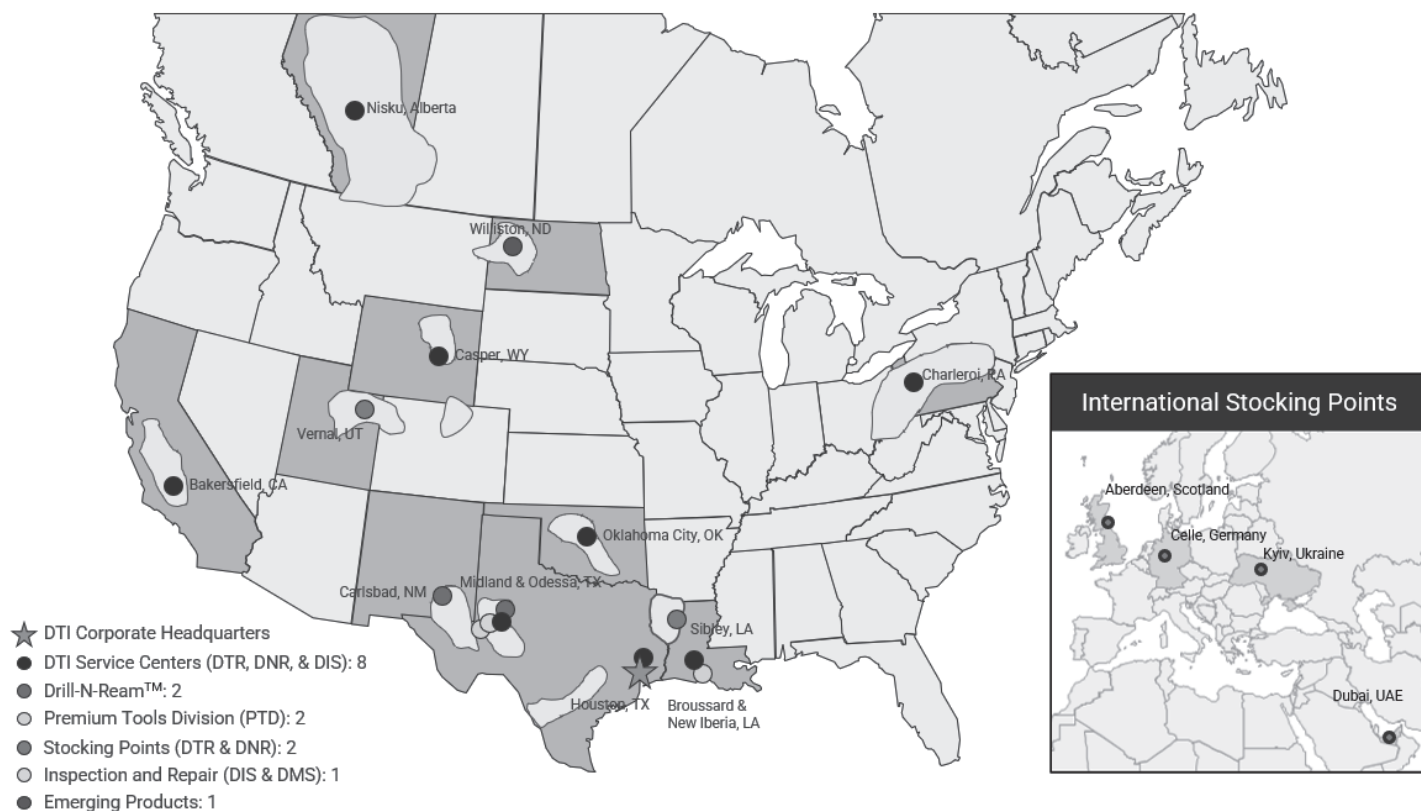 Nisku, Alberta
Williston, ND
Casper, WY
Charleroi, PA
Vernal, UT
Bakersfield, CA
Oklahoma City, OK
Midland & Odessa, TX
Carlsbad, NM
Sibley, LA
Houston, TX
Broussard &
New Iberia, LA
DTI Corporate Headquarters
DTI Service Centers (DTR, DNR, & DIS): 8
Drill-N-Ream™: 2
Premium Tools Division (PTD): 2
Stocking Points (DTR & DNR): 2
Inspection and Repair (DIS & DMS): 1
Emerging Products: 1
International Stocking Points
Aberdeen, Scotland
Celle, Germany
Kyiv, Ukraine
Dubai, UAE